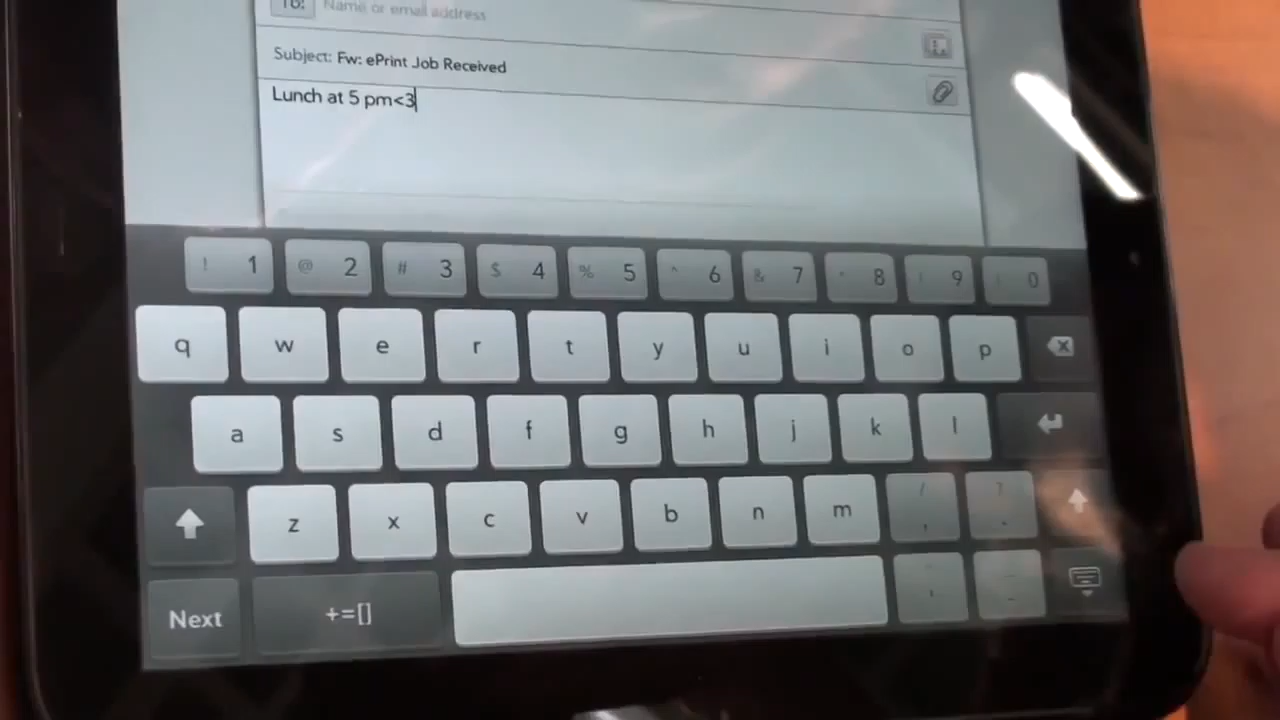 To:
Name or email address
Subject: Fw: ePrint Job Received
Lunch at 5 pm<3
! 1 @ 2 # 3 $ 4 % 5 ^ 6 & 7 * 8 9 0
q w e r t y u i o p
a s d f g h j k l
z x c v b n m / , ? .
Next +=[]